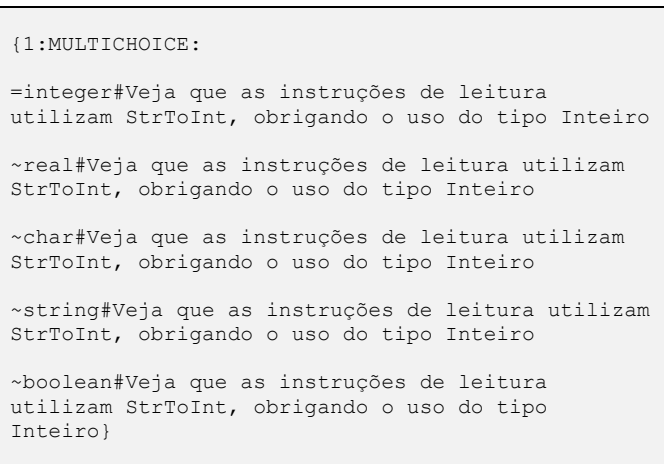 {1:MULTICHOICE:
=integer#Veja que as instruções de leitura
utilizam StrToInt, obrigando o uso do tipo Inteiro
~real#Veja que as instruções de leitura utilizam
StrToInt, obrigando o uso do tipo Inteiro
~char#Veja que as instruções de leitura utilizam
StrToInt, obrigando o uso do tipo Inteiro
~string#Veja que as instruções de leitura utilizam
StrToInt, obrigando o uso do tipo Inteiro
~boolean#Veja que as instruções de leitura
utilizam StrToInt, obrigando o uso do tipo
Inteiro}